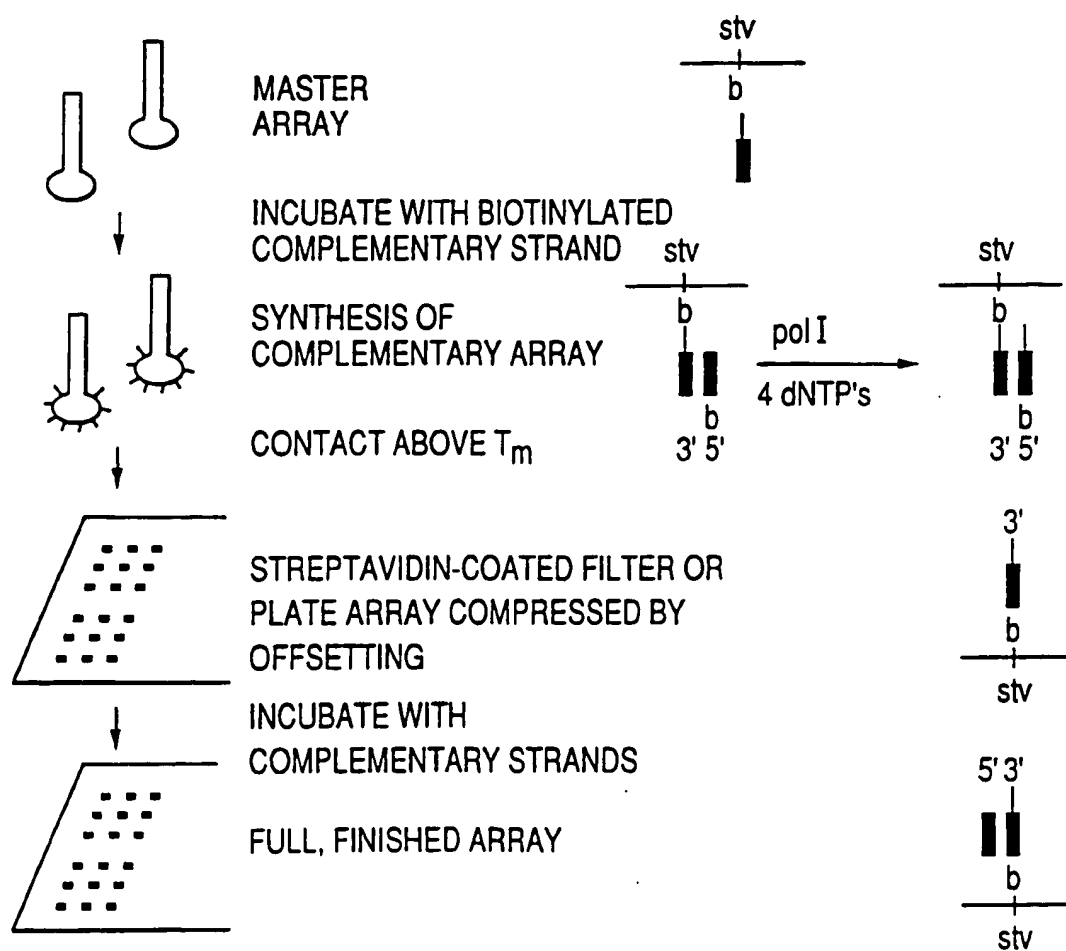 stv
b
MASTER
ARRAY
INCUBATE WITH BIOTINYLATED
COMPLEMENTARY STRAND
stv
stv
b
b
SYNTHESIS OF
COMPLEMENTARY ARRAY
pol I
4 dNTP's
b
b
CONTACT ABOVE Tm
3' 5'
3' 5'
3'
STREPTAVIDIN-COATED FILTER OR
PLATE ARRAY COMPRESSED BY
OFFSETTING
b
stv
INCUBATE WITH
COMPLEMENTARY STRANDS
5' 3'
FULL, FINISHED ARRAY
b
stv